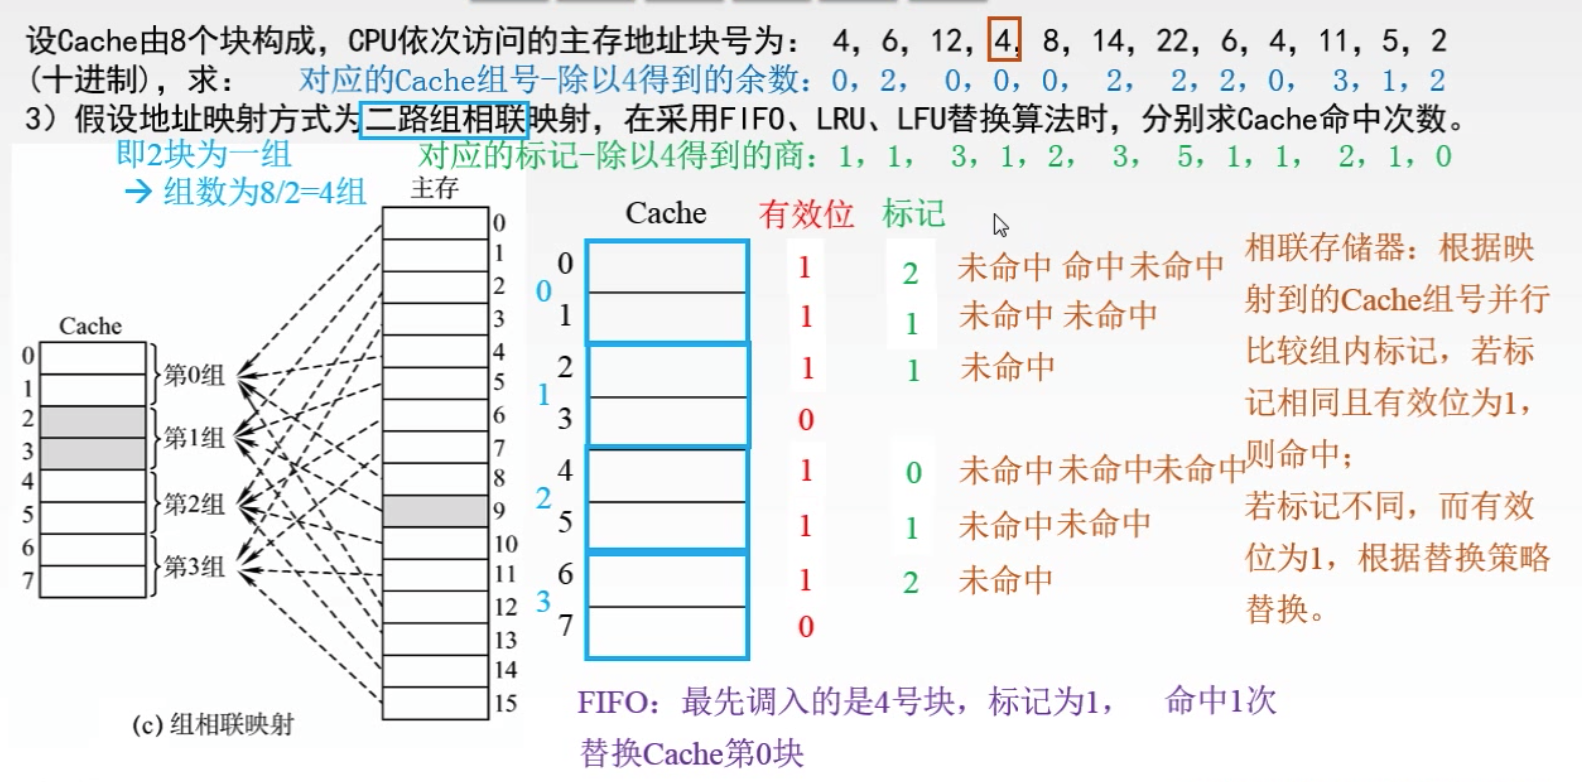 设Cache由8个块构成，CPU依次访问的主存地址块号为： 4, 6, 12, 4, 8, 14, 22, 6, 4, 11, 5, 2
(十进制)，求： 对应的Cache组号-除以4得到的余数：0, 2, 0, 0, 0, 2, 2, 2, 0, 3, 1, 2
3）假设地址映射方式为二路组相联映射，在采用FIFO、LRU、LFU替换算法时，分别求Cache命中次数。
即2块为一组 对应的标记-除以4得到的商：1, 1, 3, 1, 2, 3, 5, 1, 1, 2, 1, 0
→ 组数为8/2=4组
主存
0
1
2
3
4
5
6
7
8
9
10
11
12
13
14
15
Cache
0
1
2
3
4
5
6
7
第0组
第1组
第2组
第3组
(c) 组相联映射
Cache 有效位 标记
0
0 1 2 未命中 命中 未命中
1 1 1 未命中 未命中
1
2 1 1 未命中
3 0
2
4 1 0 未命中 未命中 未命中
5 1 1 未命中 未命中
3
6 1 2 未命中
7 0
相联存储器：根据映
射到的Cache组号并行
比较组内标记，若标
记相同且有效位为1，
则命中；
若标记不同，而有效
位为1，根据替换策略
替换。
FIFO：最先调入的是4号块，标记为1， 命中1次
替换Cache第0块